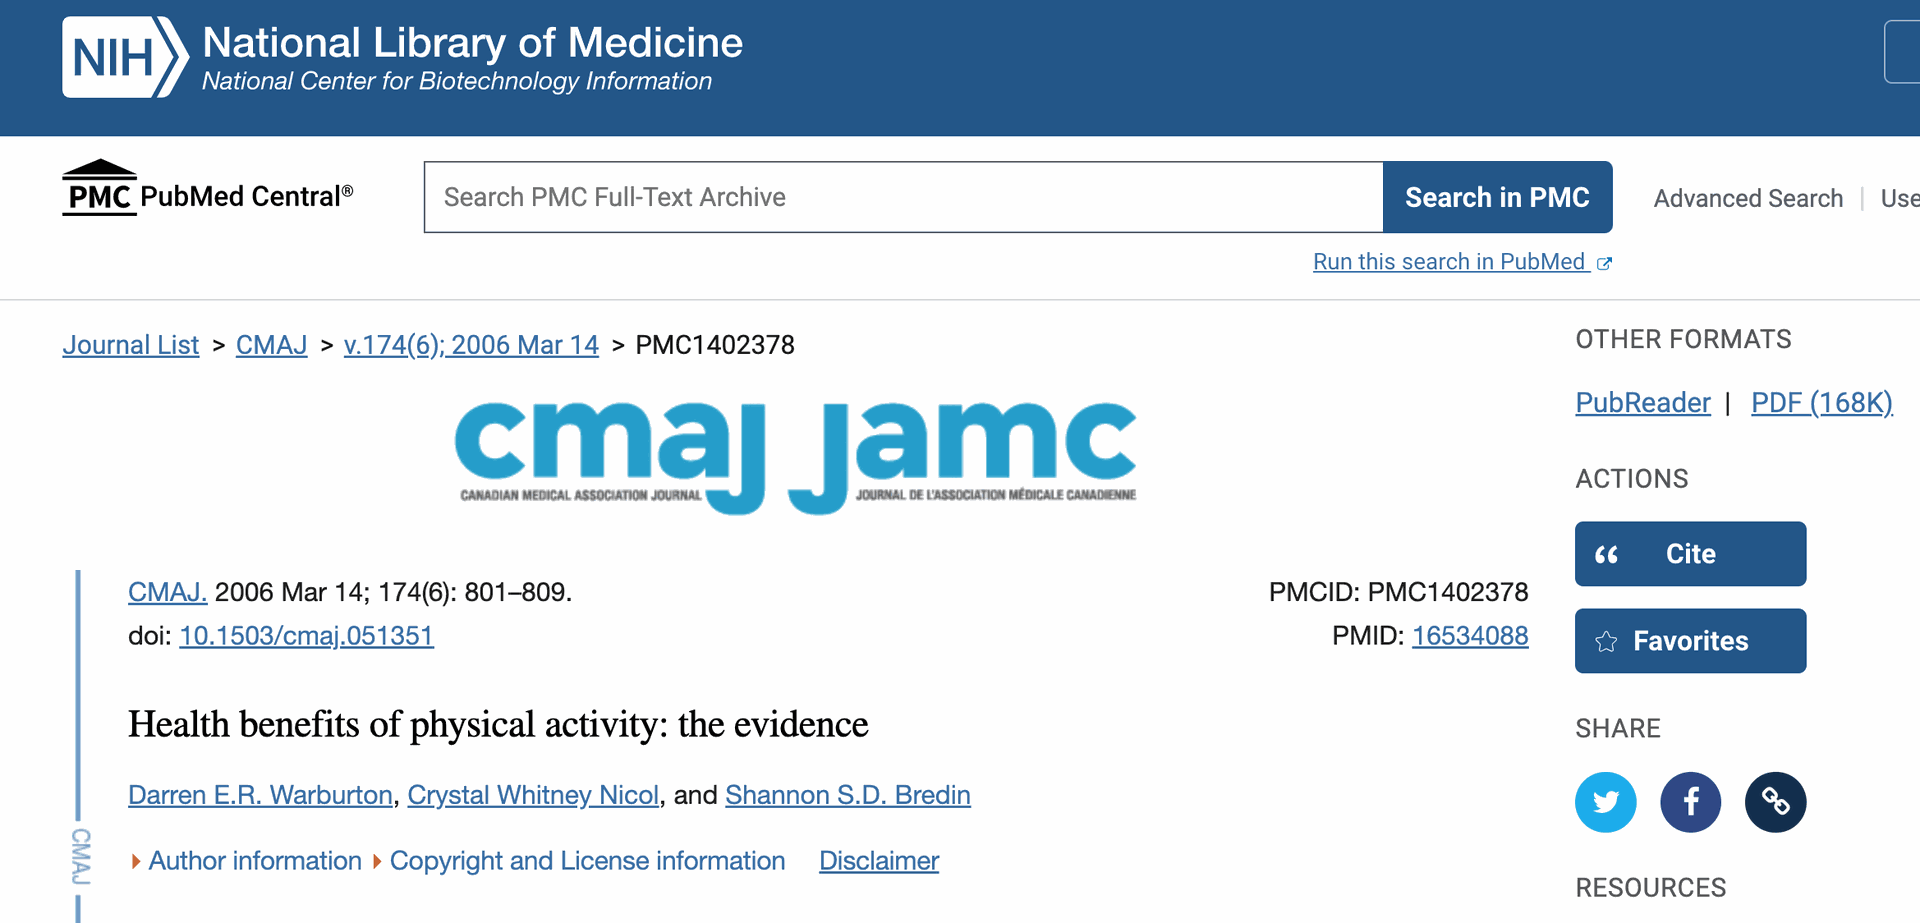 NIH National Library of Medicine
National Center for Biotechnology Information
PMC PubMed Central®
Search PMC Full-Text Archive
Search in PMC
Advanced Search
Run this search in PubMed
Journal List > CMAJ > v.174(6); 2006 Mar 14 > PMC1402378
cmaj jamc
CANADIAN MEDICAL ASSOCIATION JOURNAL JOURNAL DE L'ASSOCIATION MÉDICALE CANADIENNE
CMAJ. 2006 Mar 14; 174(6): 801–809.
doi: 10.1503/cmaj.051351
PMCID: PMC1402378
PMID: 16534088
Health benefits of physical activity: the evidence
Darren E.R. Warburton, Crystal Whitney Nicol, and Shannon S.D. Bredin
Author information Copyright and License information Disclaimer
CMAJ
OTHER FORMATS
PubReader | PDF (168K)
ACTIONS
Cite
Favorites
SHARE
RESOURCES